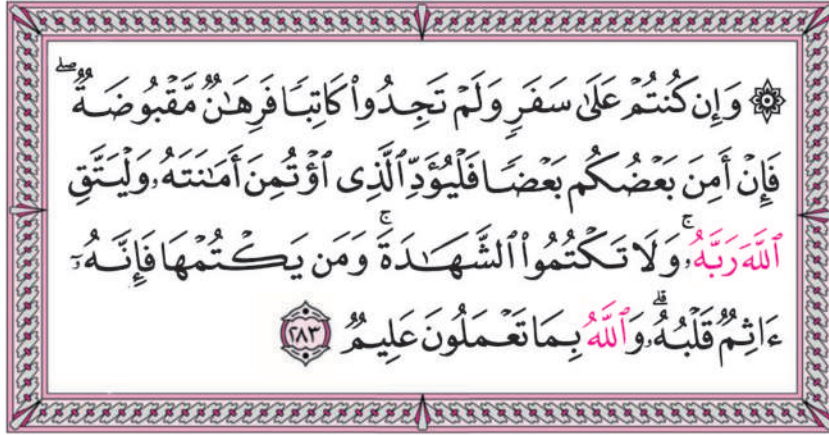 ۞ وَإِن كُنتُمْ عَلَىٰ سَفَرٍ وَلَمْ تَجِدُوا۟ كَاتِبًا فَرِهَـٰنٌ مَّقْبُوضَةٌ ۖ
فَإِنْ أَمِنَ بَعْضُكُم بَعْضًا فَلْيُؤَدِّ ٱلَّذِى ٱؤْتُمِنَ أَمَـٰنَتَهُۥ وَلْيَتَّقِ
ٱللَّهَ رَبَّهُۥ ۚ وَلَا تَكْتُمُوا۟ ٱلشَّهَـٰدَةَ ۚ وَمَن يَكْتُمْهَا فَإِنَّهُۥٓ
ءَاثِمٌ قَلْبُهُۥ ۗ وَٱللَّهُ بِمَا تَعْمَلُونَ عَلِيمٌ ٢٨٣